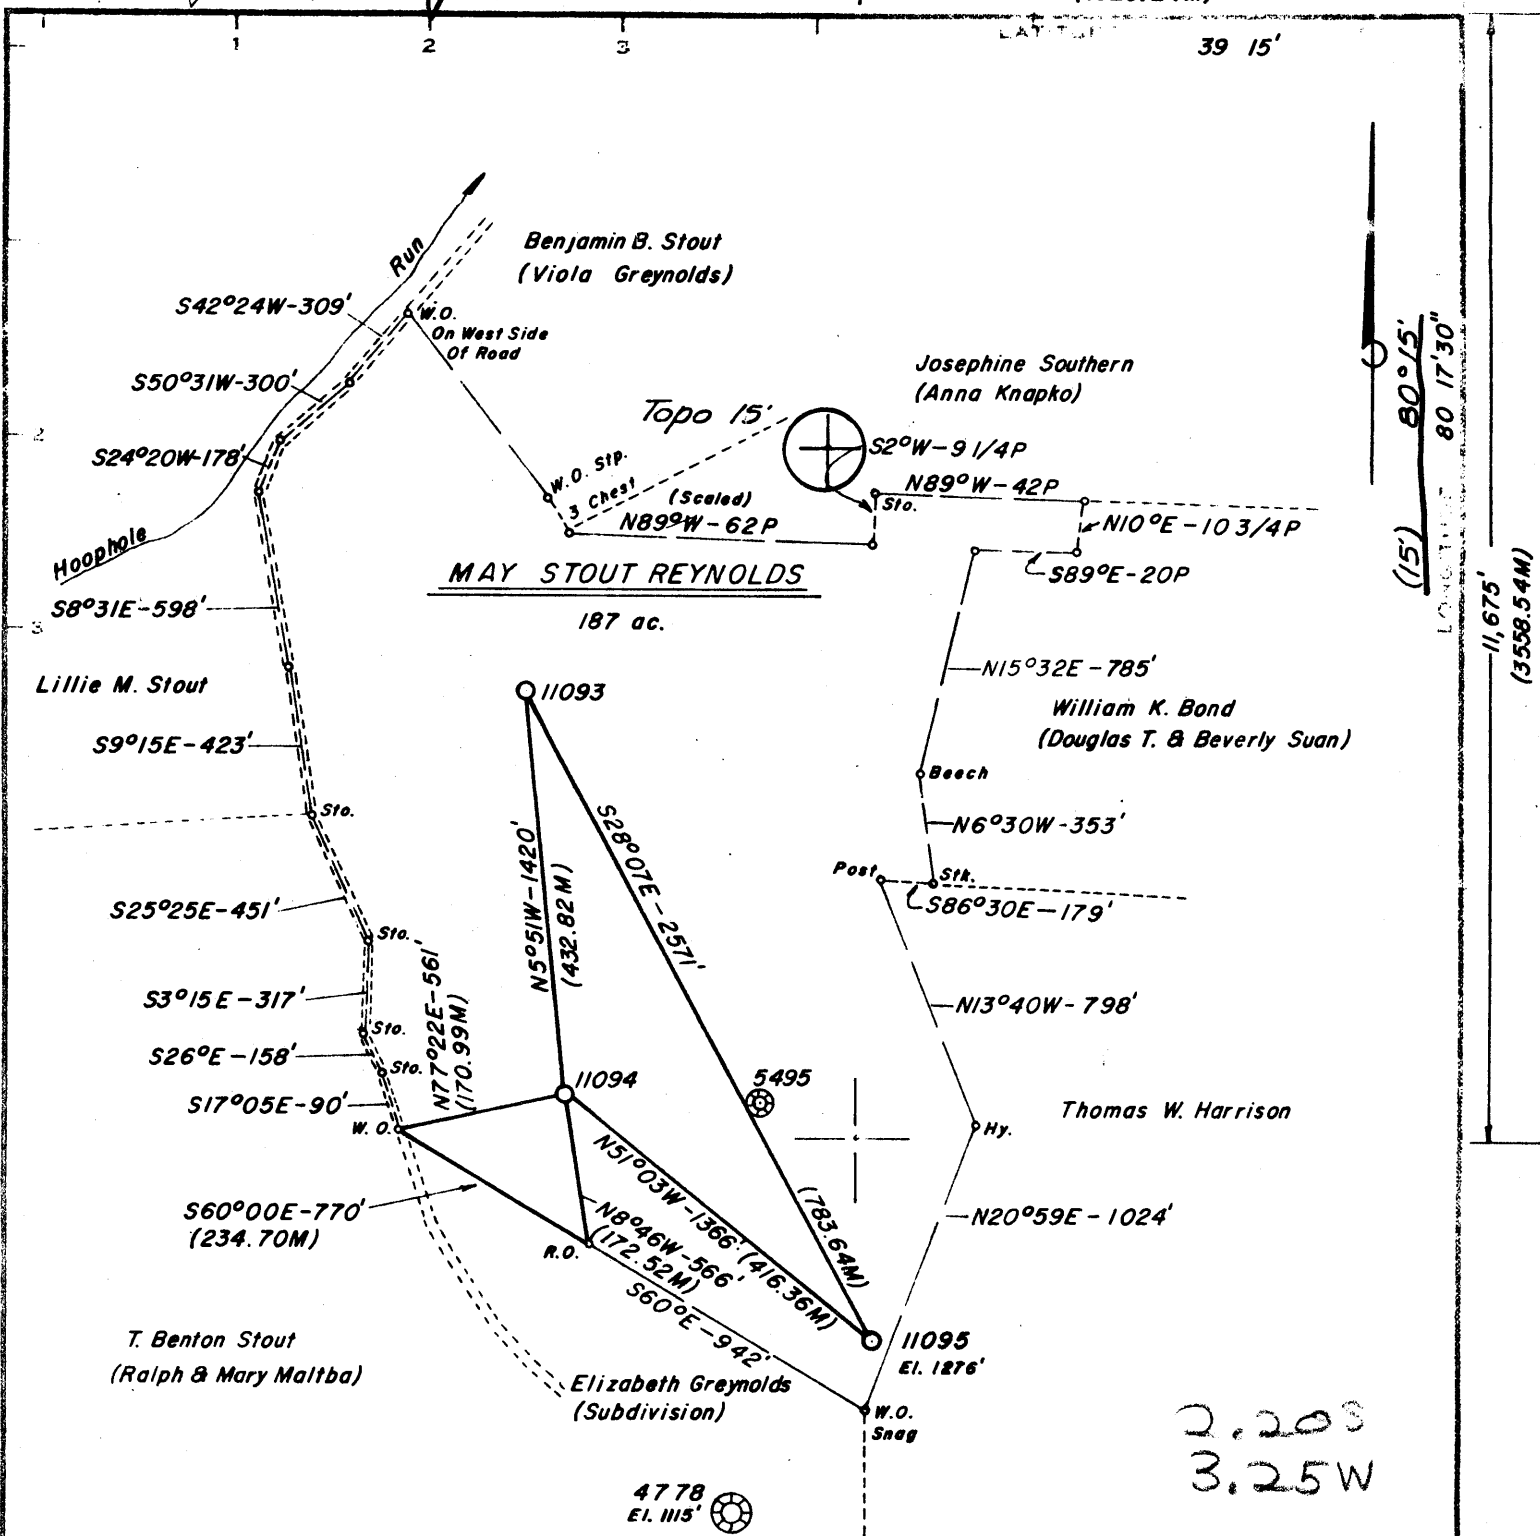 1
2
3
LATITUDE
39 15'
Run
Benjamin B. Stout
(Viola Greynolds)
S42°24W-309'
W.O.
On West Side
Of Road
80°15'
(15')
80 17'30"
LONGITUDE
Josephine Southern
(Anna Knapko)
S50°31W-300'
Topo 15'
2
S24°20W-178'
S2°W-9 1/4P
W.O. Stp.
3 Chest
(Scaled)
N89°W-42P
Sto.
N89°W-62P
N10°E-10 3/4P
Hoophole
MAY STOUT REYNOLDS
S89°E-20P
11,675'
(3558.54M)
S8°31E-598'
187 ac.
3
Lillie M. Stout
11093
N15°32E-785'
William K. Bond
(Douglas T. & Beverly Suan)
S9°15E-423'
Beech
Sto.
N6°30W-353'
S28°07E-2571'
(783.64M)
N5°51W-1420'
(432.82M)
Post
Stk.
S25°25E-451'
S86°30E-179'
Sto.
N77°22E-561'
(170.99M)
S3°15E-317'
N13°40W-798'
Sto.
S26°E-158'
Sto.
11094
5495
S17°05E-90'
W.O.
Thomas W. Harrison
Hy.
N51°03W-1366' (416.36M)
S60°00E-770'
(234.70M)
N8°46W-566'
(172.52M)
N20°59E-1024'
R.O.
S60°E-942'
T. Benton Stout
(Ralph & Mary Maltba)
11095
El. 1276'
Elizabeth Greynolds
(Subdivision)
W.O.
Snag
2.20S
3.25W
4778
El. 1115'